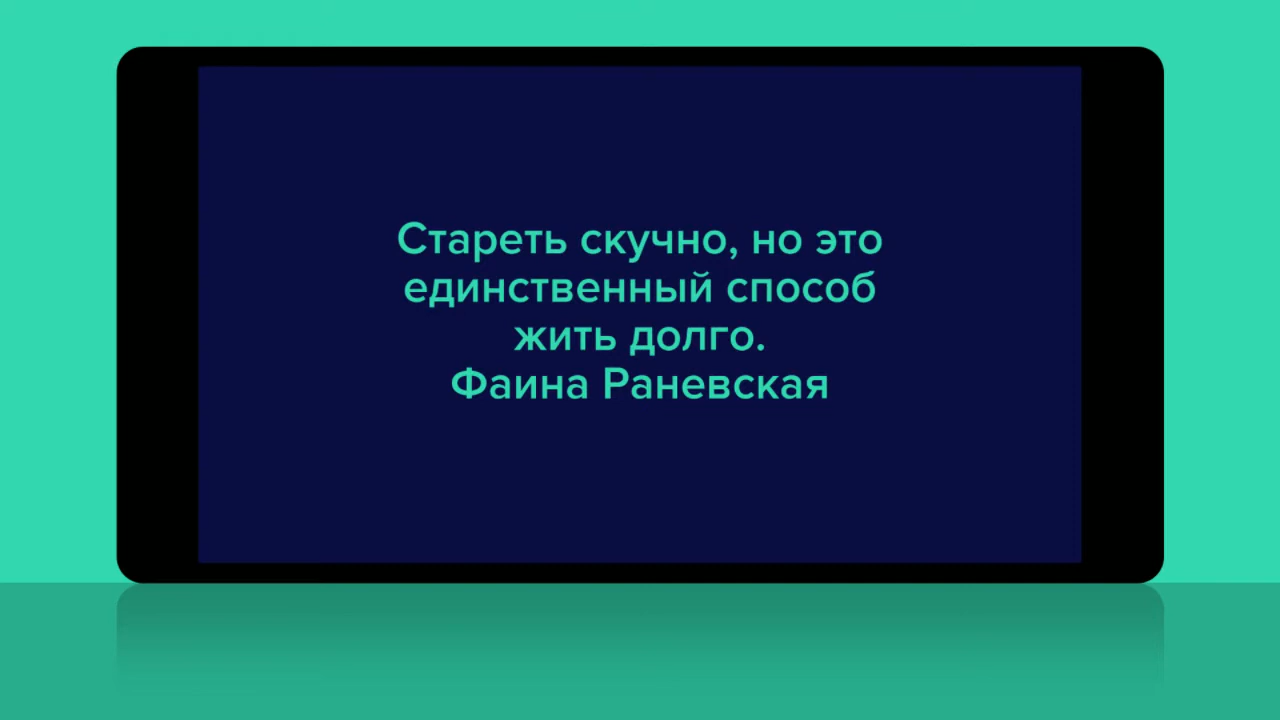 Стареть скучно, но это
единственный способ
жить долго.
Фаина Раневская